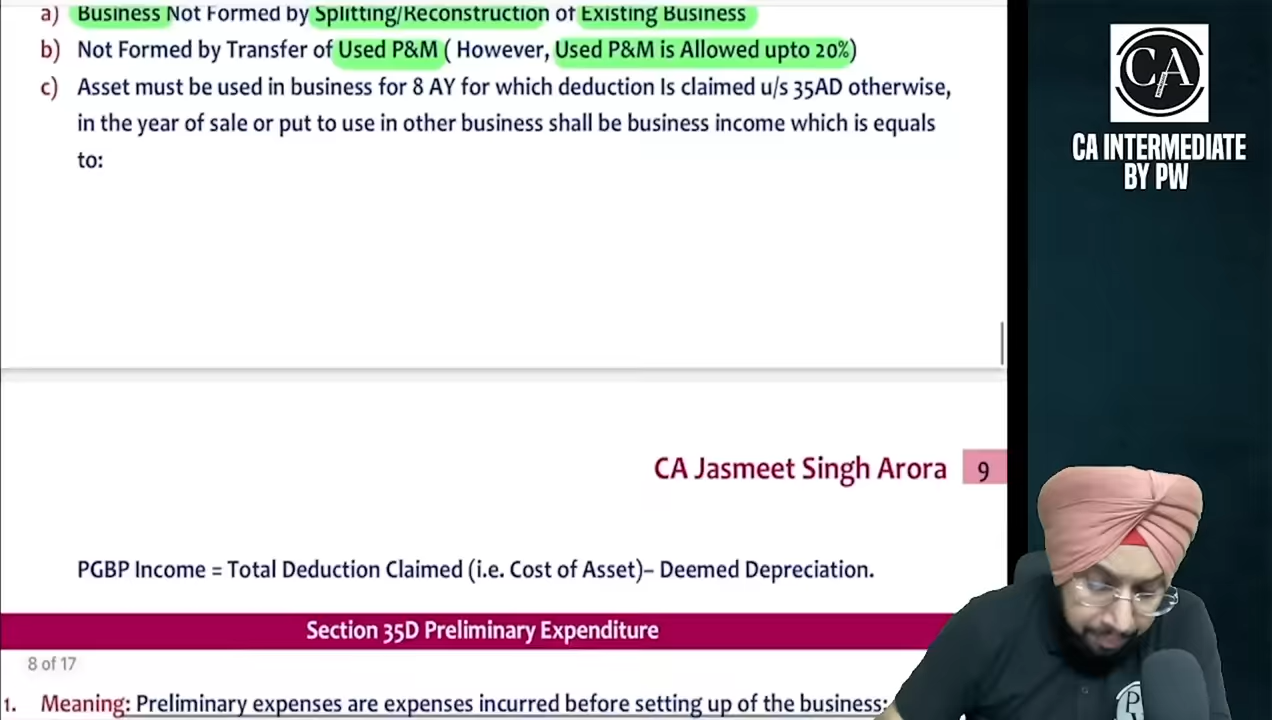 a) Business Not Formed by Splitting/Reconstruction of Existing Business
b) Not Formed by Transfer of Used P&M ( However, Used P&M is Allowed upto 20%)
c) Asset must be used in business for 8 AY for which deduction Is claimed u/s 35AD otherwise,
in the year of sale or put to use in other business shall be business income which is equals
to:
CA
CA INTERMEDIATE
BY PW
CA Jasmeet Singh Arora 9
PGBP Income = Total Deduction Claimed (i.e. Cost of Asset)– Deemed Depreciation.
Section 35D Preliminary Expenditure
8 of 17
1. Meaning: Preliminary expenses are expenses incurred before setting up of the business:
P